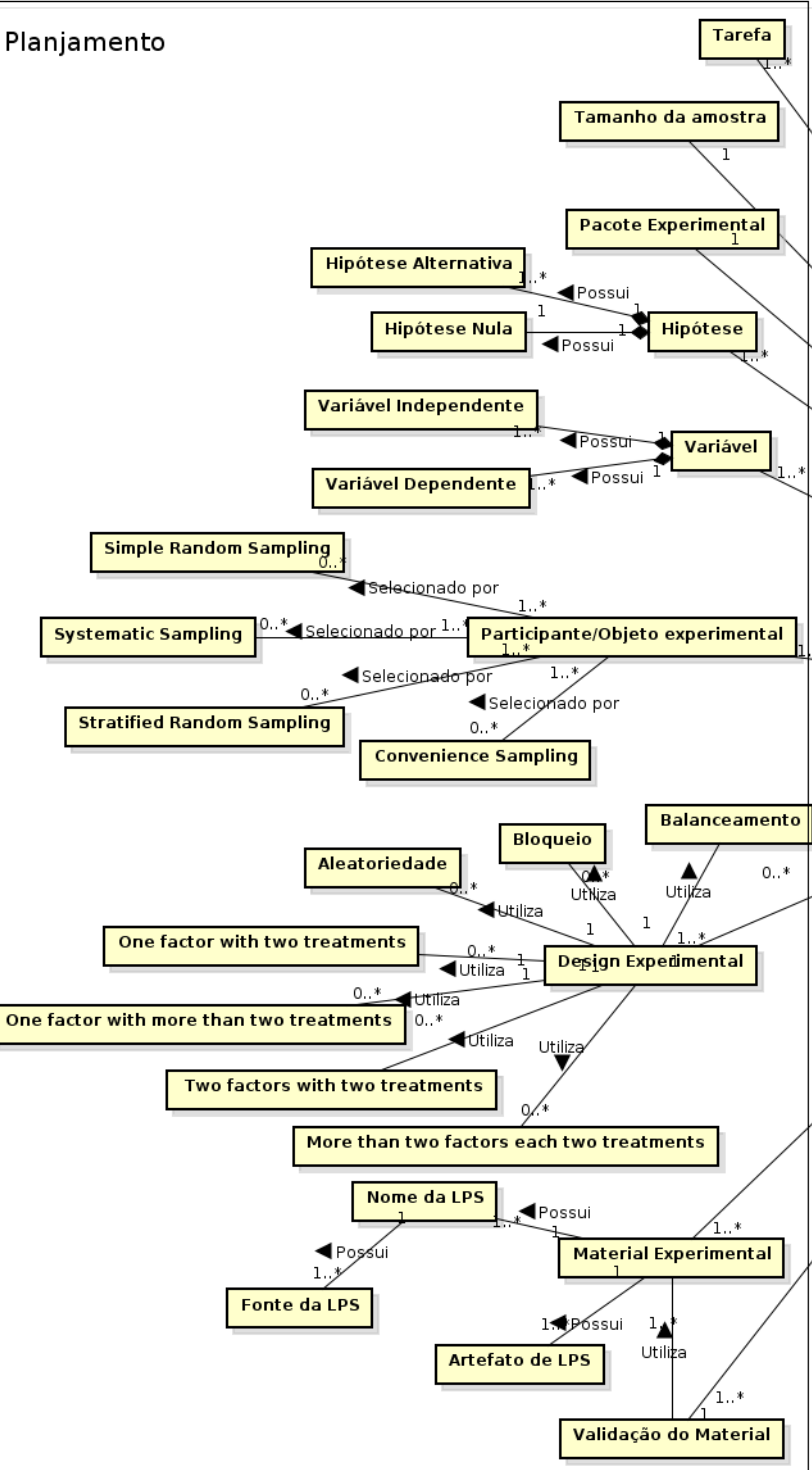 Planjamento
Tarefa
1..*
Tamanho da amostra
1
Pacote Experimental
1
Hipótese Alternativa
1..*
Possui
1
1
Hipótese Nula
1
Hipótese
Possui
1..*
Variável Independente
1..*
Possui
1
Variável
Variável Dependente
1..*
Possui
1
1..*
Simple Random Sampling
0..*
Selecionado por
1..*
Systematic Sampling
0..*
Selecionado por
1..*
Participante/Objeto experimental
1..*
Selecionado por
1..*
0..*
Selecionado por
Stratified Random Sampling
0..*
Convenience Sampling
Balanceamento
Bloqueio
Aleatoriedade
0..*
0..*
0..*
Utiliza
Utiliza
Utiliza
1
1
One factor with two treatments
0..*
1
1..*
Design Experimental
1
1
1
Utiliza
1
0..*
Utiliza
One factor with more than two treatments
0..*
Utiliza
Utiliza
Two factors with two treatments
0..*
More than two factors each two treatments
Nome da LPS
1
1..*
Possui
1
1..*
Material Experimental
Possui
1
1..*
Fonte da LPS
1..*
Possui
1..*
Utiliza
Artefato de LPS
1..*
1
Validação do Material